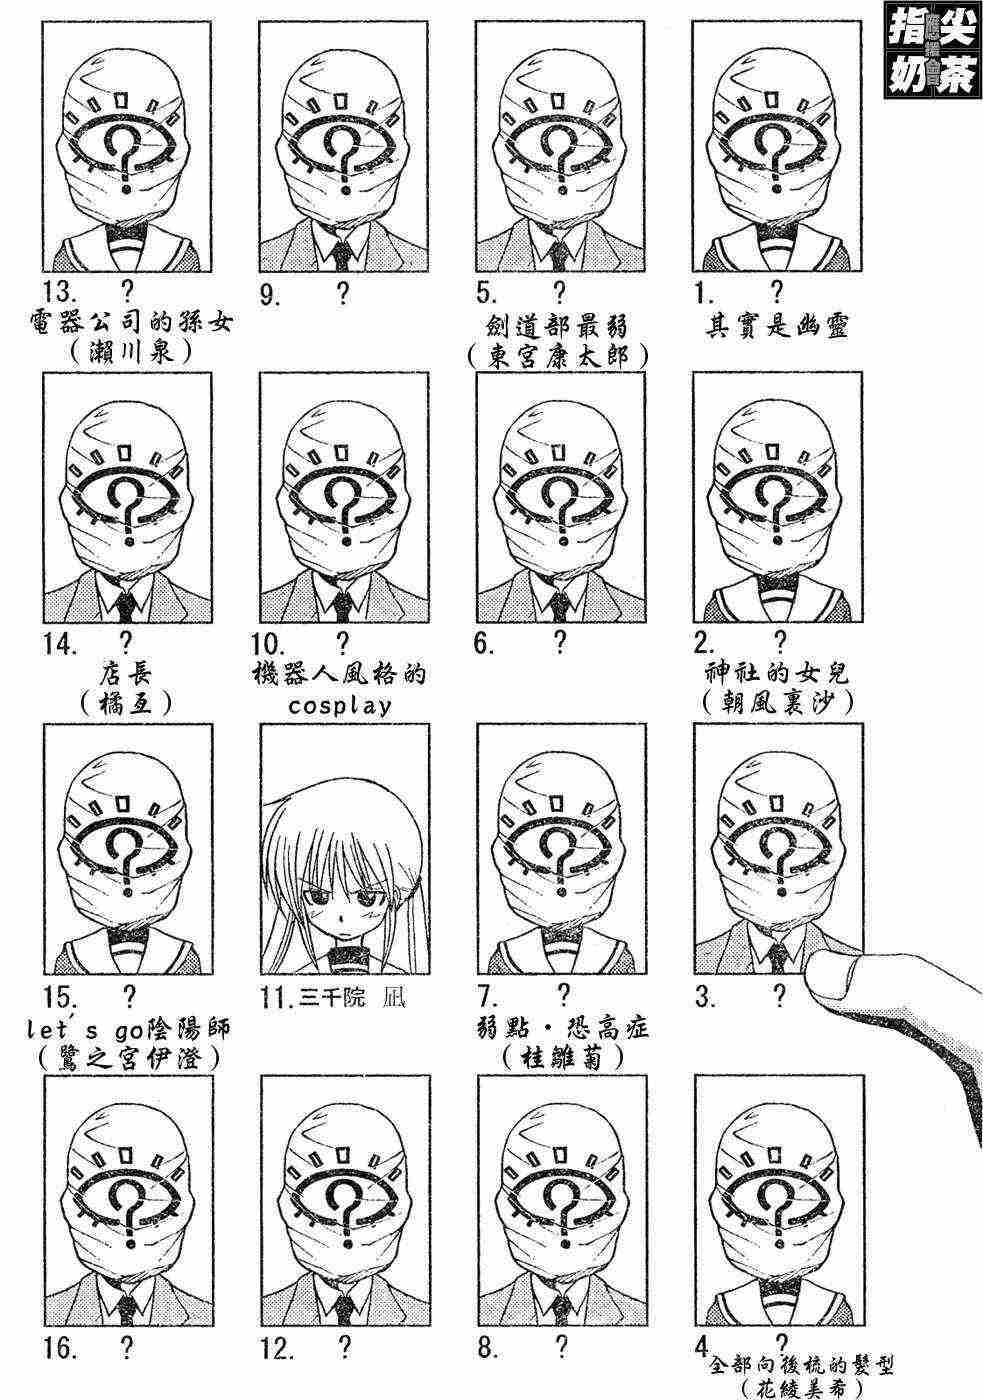 指尖
奶茶
應援會
1. ?
其實是幽靈
2. ?
神社的女兒
(朝風裏沙)
3. ?
4 ?
全部向後梳的髮型
(花綾美希)
5. ?
劍道部最弱
(東宮康太郎)
6. ?
7. ?
弱點·恐高症
(桂雛菊)
8. ?
9. ?
10. ?
機器人風格的
cosplay
11. 三千院 凪
12. ?
13. ?
電器公司的孫女
(瀨川泉)
14. ?
店長
(橘亙)
15. ?
let's go陰陽師
(鷺之宮伊澄)
16. ?